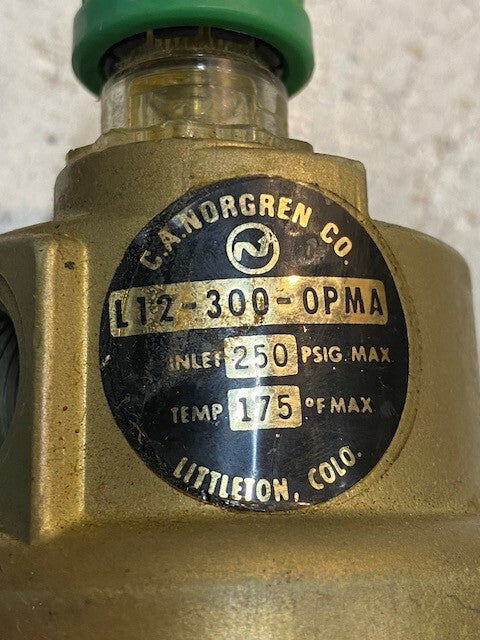 C.A.NORGREN CO.
L12-300-OPMA
INLET 250 PSIG. MAX
TEMP 175 °F MAX
LITTLETON, COLO.